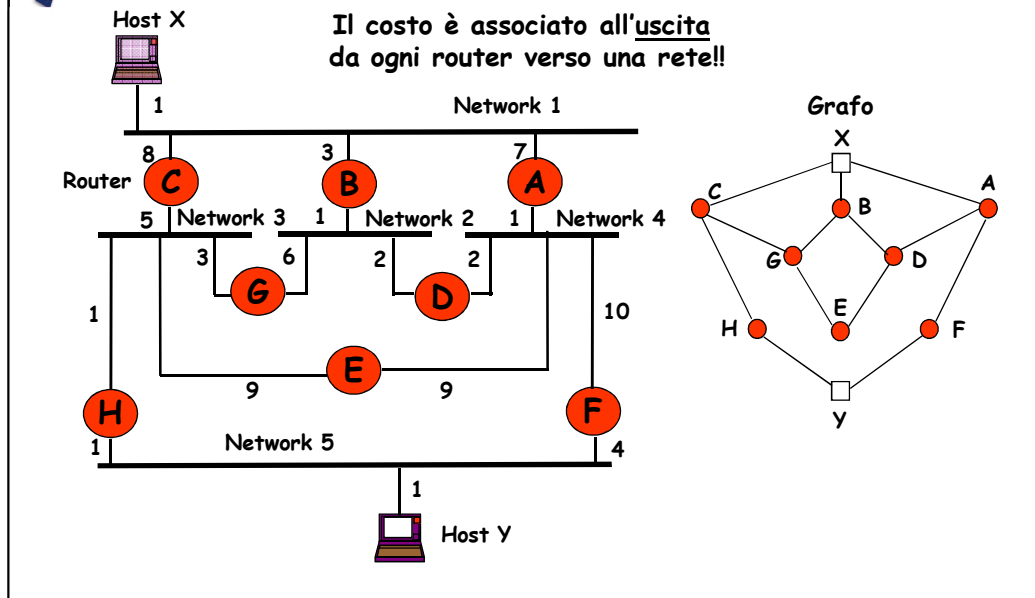 Host X
Il costo è associato all'uscita
da ogni router verso una rete!!
1
Network 1
Grafo
X
8
3
7
Router
C
B
A
C
B
A
5
Network 3
1
Network 2
1
Network 4
3
6
2
2
G
D
G
D
1
10
E
E
H
F
9
9
H
F
1
Network 5
4
Y
1
Host Y